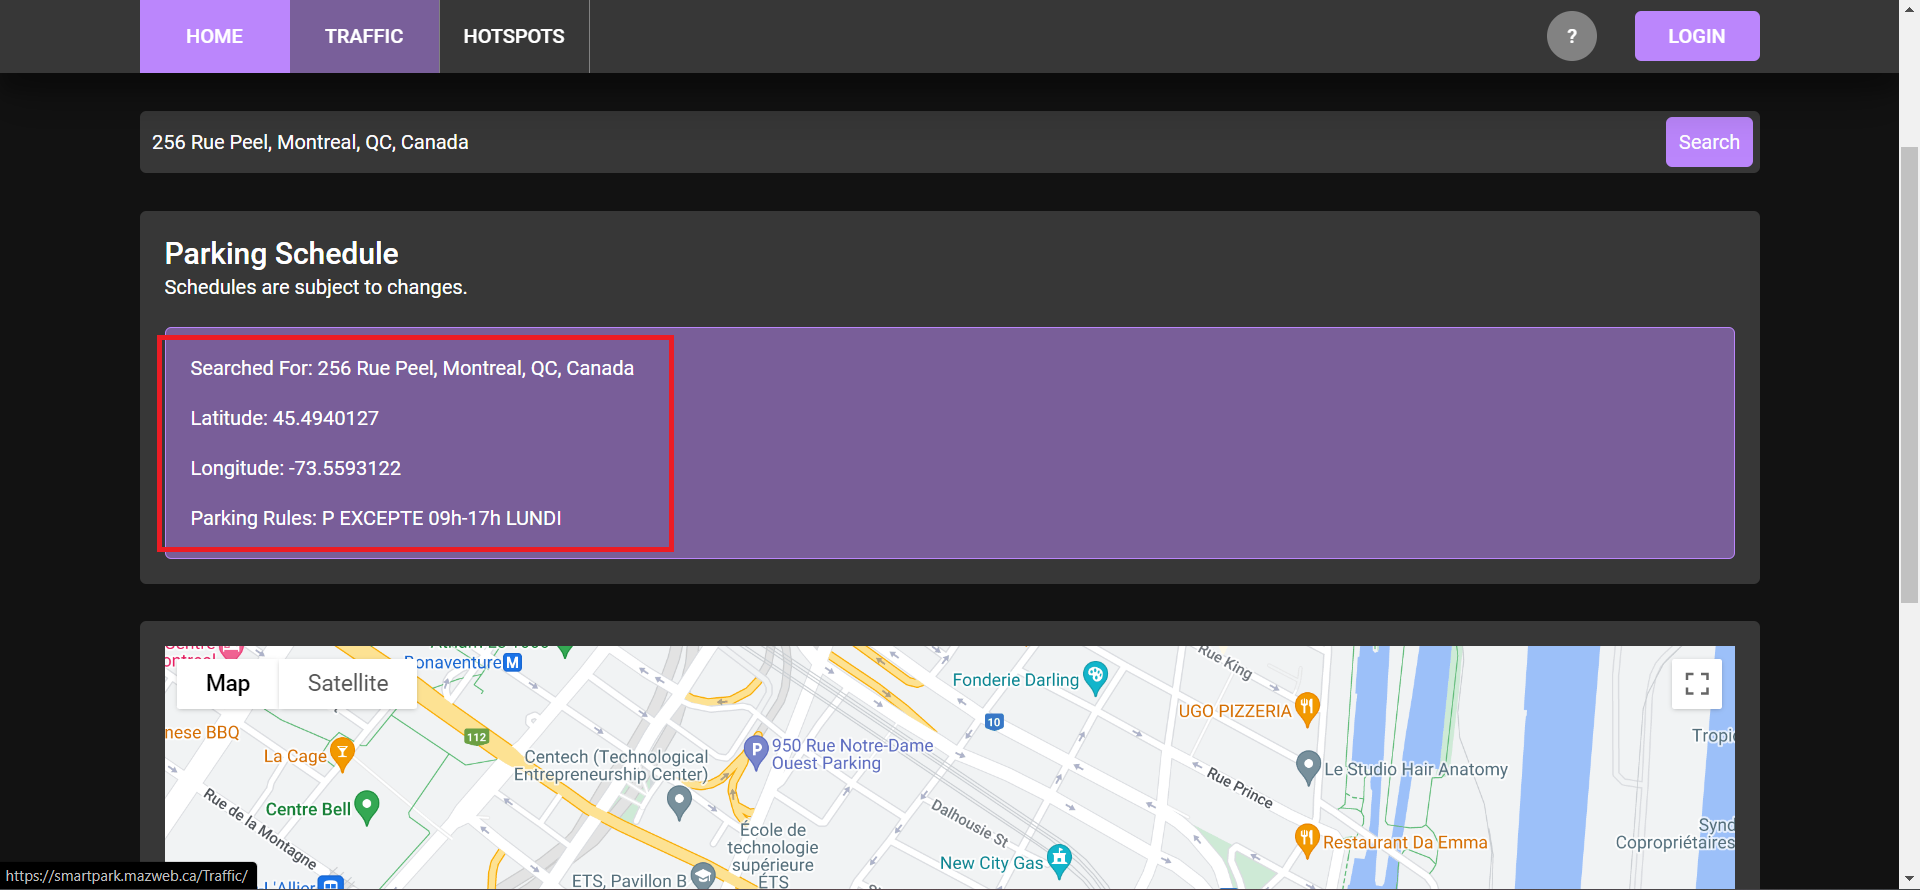 HOME
TRAFFIC
HOTSPOTS
?
LOGIN
256 Rue Peel, Montreal, QC, Canada
Search
Parking Schedule
Schedules are subject to changes.
Searched For: 256 Rue Peel, Montreal, QC, Canada
Latitude: 45.4940127
Longitude: -73.5593122
Parking Rules: P EXCEPTE 09h-17h LUNDI
Bonaventure M
Map
Satellite
Rue King
Fonderie Darling
10
UGO PIZZERIA
nese BBQ
112
La Cage
Centech (Technological
Entrepreneurship Center)
P
950 Rue Notre-Dame
Ouest Parking
Tropi
Le Studio Hair Anatomy
Rue Prince
Centre Bell
Rue de la Montagne
Dalhousie St
École de
technologie
supérieure
ÉTS
Synd
Copropriétaires
Restaurant Da Emma
New City Gas
ETS, Pavillon B
L'Allier
https://smartpark.mazweb.ca/Traffic/